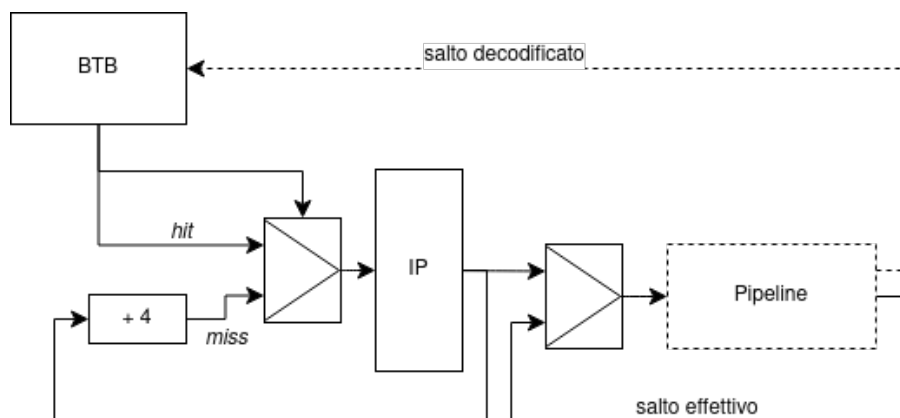 salto decodificato
BTB
hit
IP
+ 4
Pipeline
miss
salto effettivo